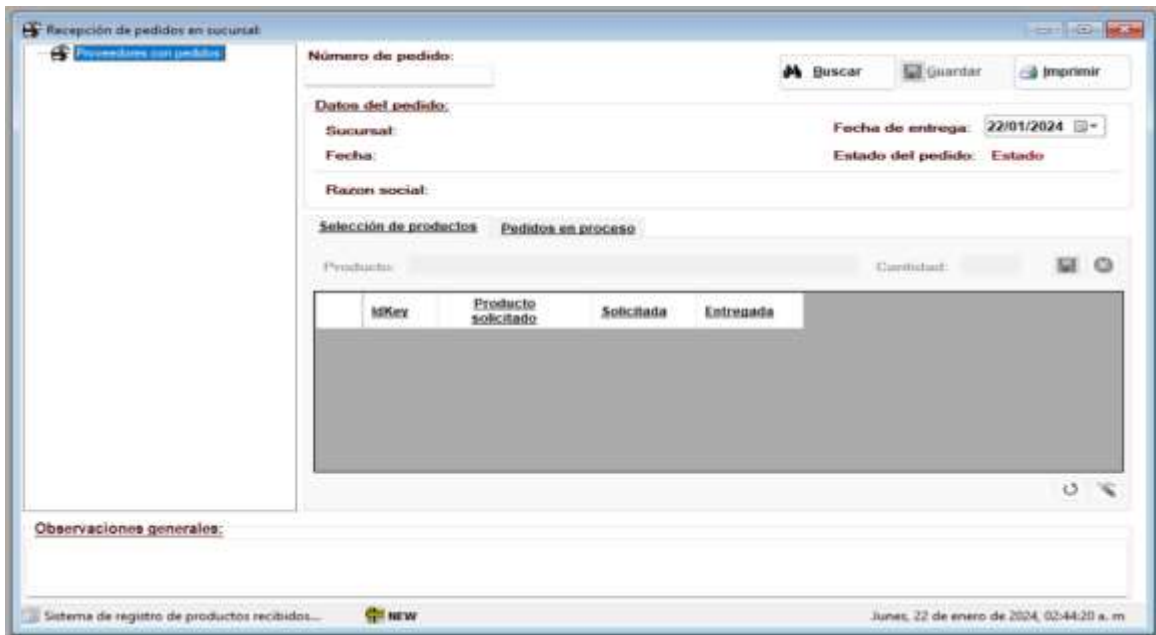 Recepción de pedidos en sucursal:
Proveedores con pedidos
Número de pedido:
Buscar
Guardar
Imprimir
Datos del pedido:
Sucursal:
Fecha de entrega: 22/01/2024
Fecha:
Estado del pedido: Estado
Razon social:
Selección de productos
Pedidos en proceso
Producto:
Cantidad:
IdKey
Producto solicitado
Solicitada
Entregada
Observaciones generales:
Sistema de registro de productos recibidos...
NEW
lunes, 22 de enero de 2024, 02:44:20 a. m